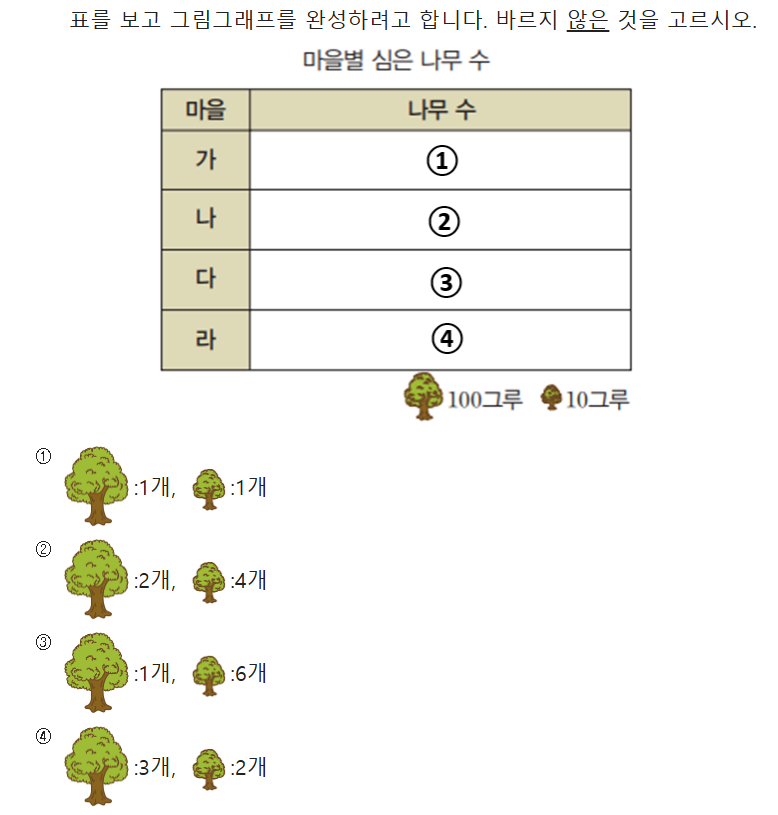 표를 보고 그림그래프를 완성하려고 합니다. 바르지 않은 것을 고르시오.
마을별 심은 나무 수
마을 나무 수
가 ①
나 ②
다 ③
라 ④
100그루 10그루
① :1개, :1개
② :2개, :4개
③ :1개, :6개
④ :3개, :2개